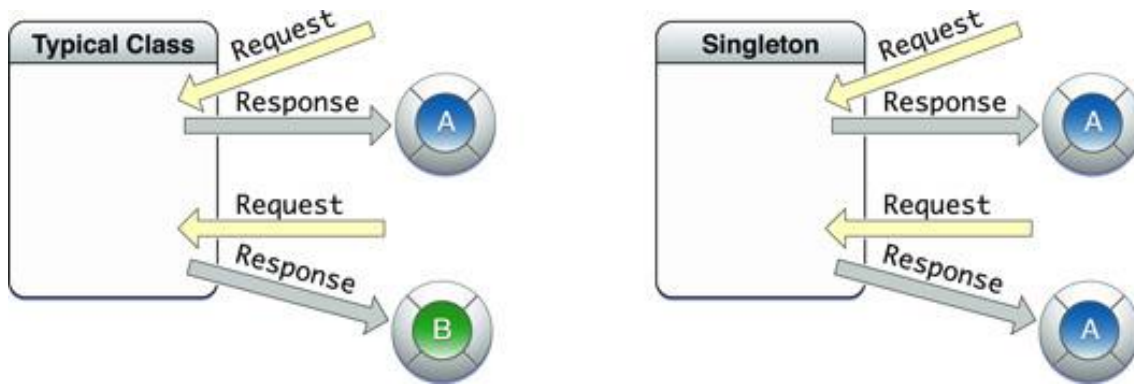 Typical Class
Request
Response
A
Request
Response
B
Singleton
Request
Response
A
Request
Response
A